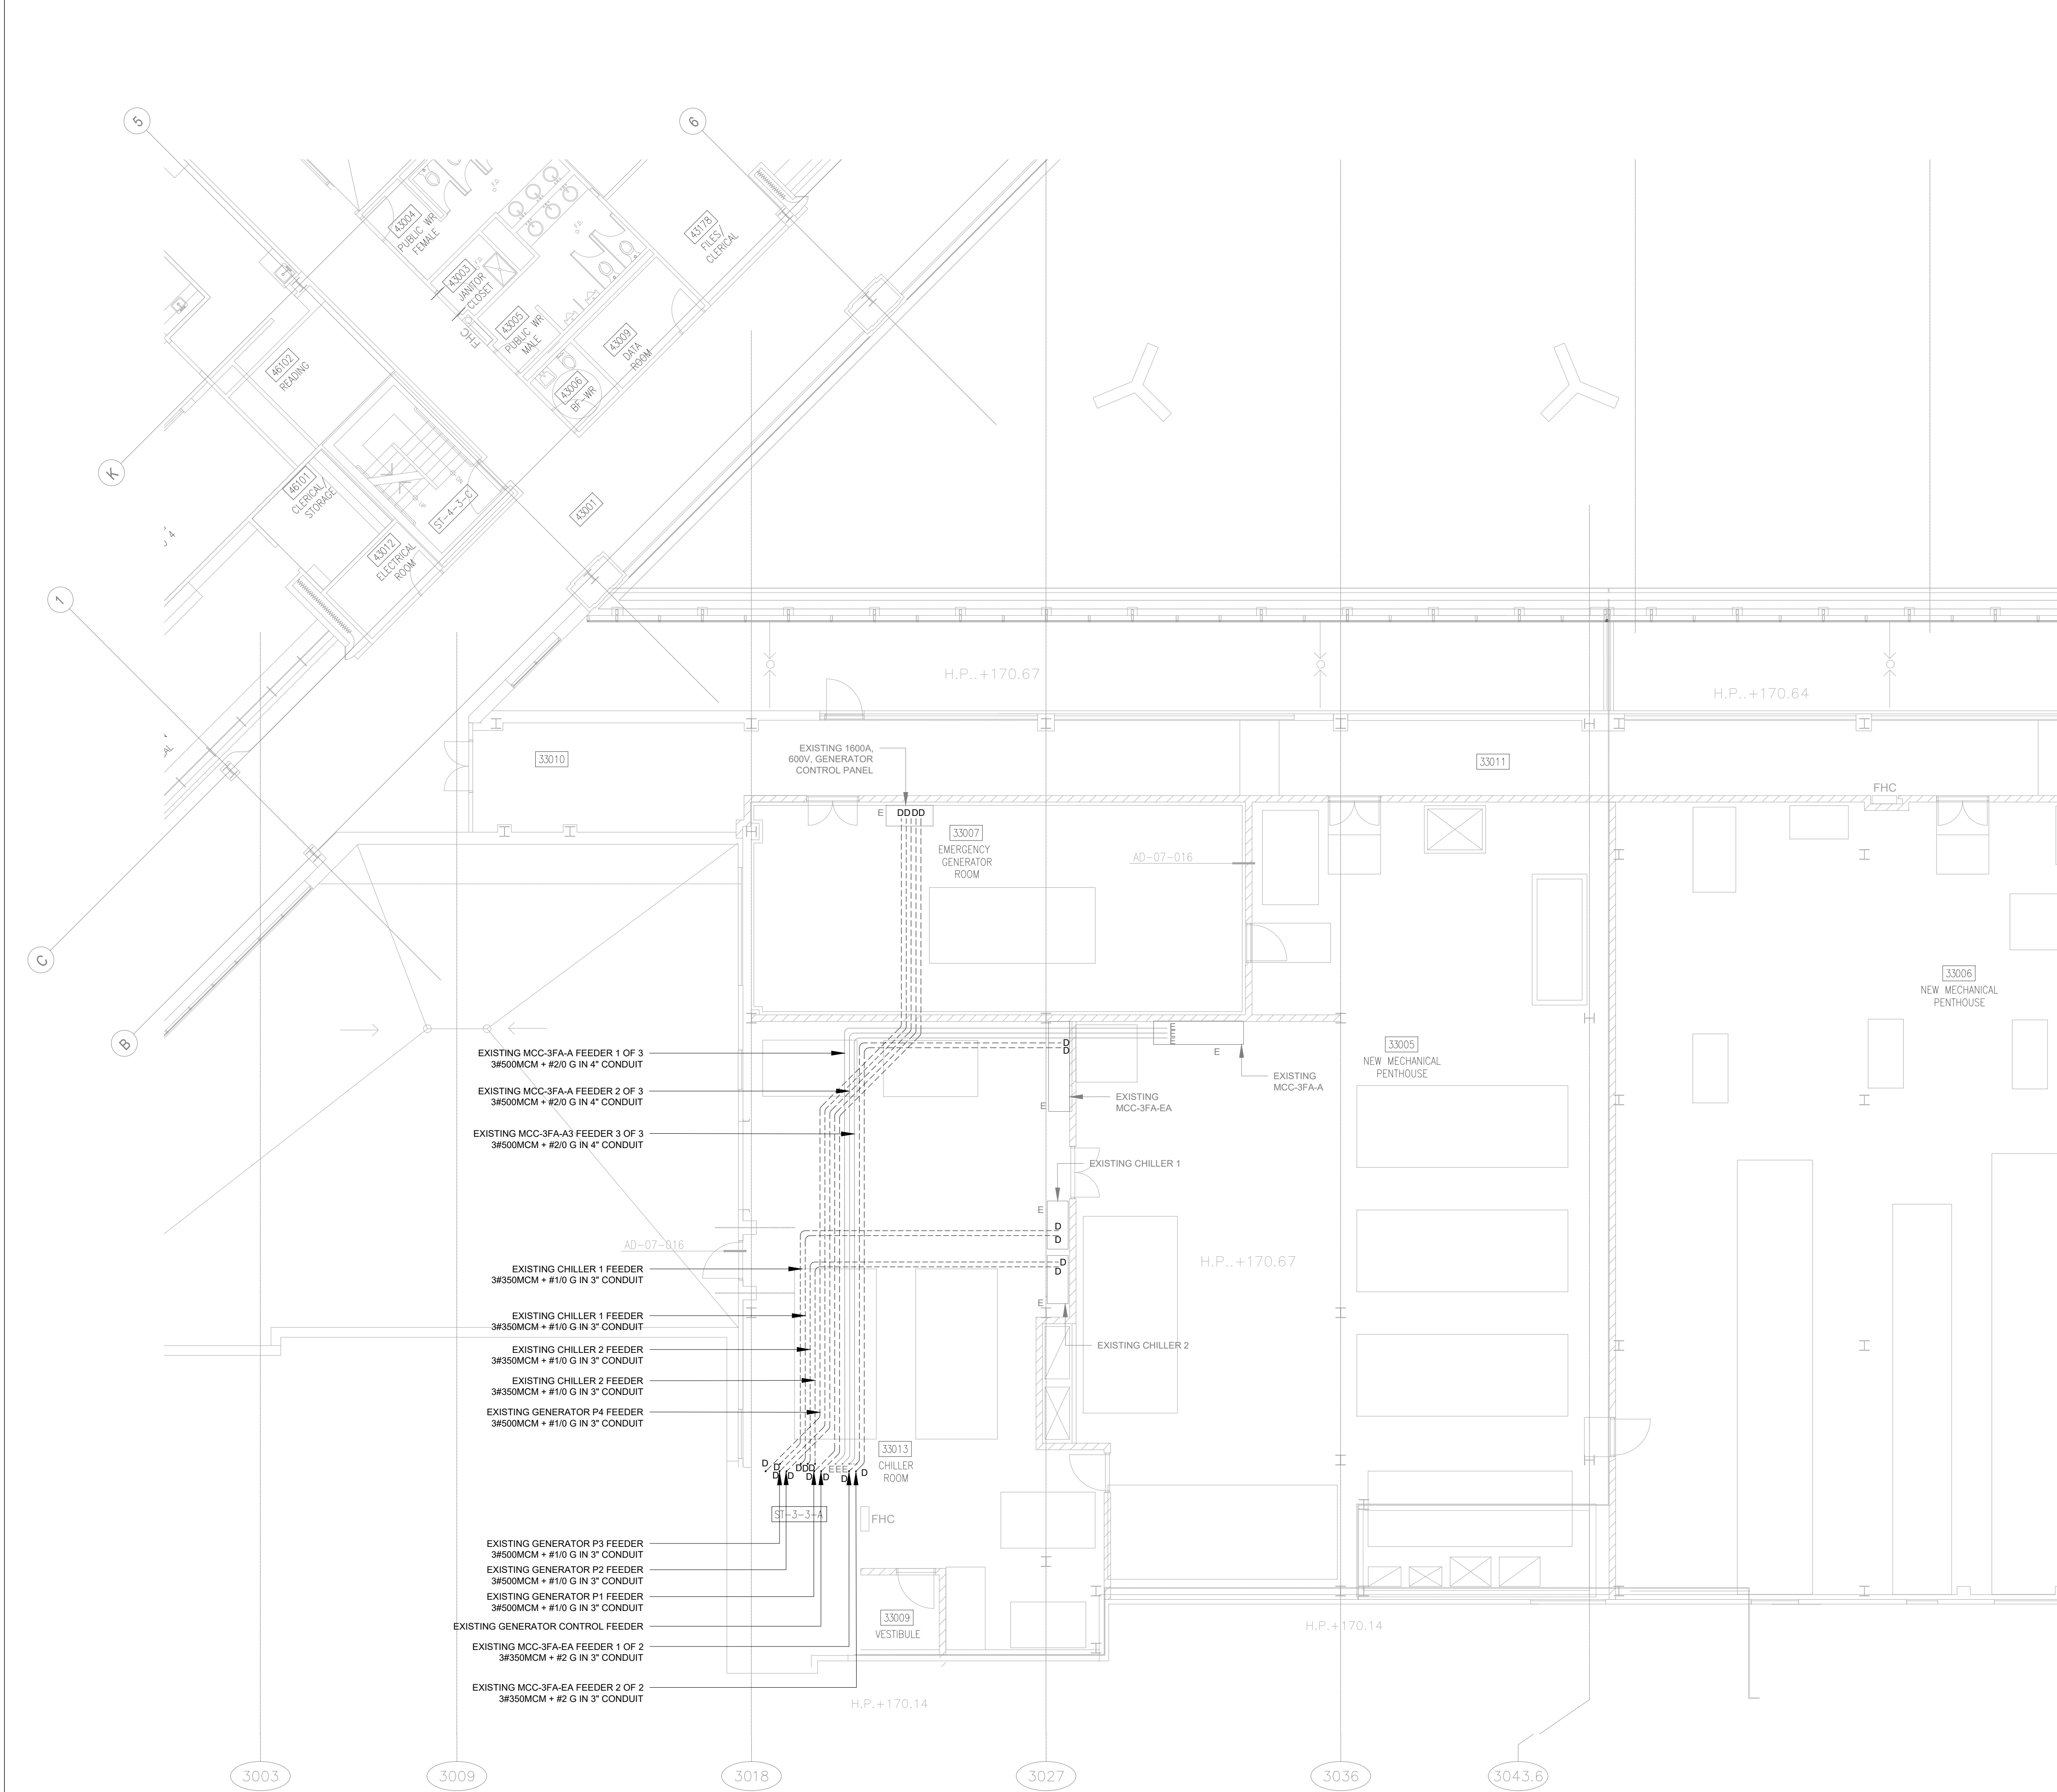 5
6
43004
PUBLIC WR
FEMALE
F.D.
43178
FILES/
CLERICAL
F.D.
43003
JANITOR
CLOSET
F.D.
FHC
43005
PUBLIC WR
MALE
43009
DATA
ROOM
43006
BF-WR
46102
READING
K
46101
CLERICAL/
STORAGE
DN
UP
ST-4-3-C
43001
43012
ELECTRICAL
ROOM
4
1
H.P..+170.67
H.P..+170.64
33010
EXISTING 1600A,
600V, GENERATOR
CONTROL PANEL
33011
FHC
E
DDDD
33007
EMERGENCY
GENERATOR
ROOM
AD-07-016
C
B
33006
NEW MECHANICAL
PENTHOUSE
E
E
E
E
E
D
D
33005
NEW MECHANICAL
PENTHOUSE
EXISTING MCC-3FA-A FEEDER 1 OF 3
3#500MCM + #2/0 G IN 4" CONDUIT
EXISTING
MCC-3FA-A
EXISTING MCC-3FA-A FEEDER 2 OF 3
3#500MCM + #2/0 G IN 4" CONDUIT
E
EXISTING
MCC-3FA-EA
EXISTING MCC-3FA-A3 FEEDER 3 OF 3
3#500MCM + #2/0 G IN 4" CONDUIT
EXISTING CHILLER 1
E
D
D
AD-07-016
H.P..+170.67
D
D
E
EXISTING CHILLER 1 FEEDER
3#350MCM + #1/0 G IN 3" CONDUIT
EXISTING CHILLER 1 FEEDER
3#350MCM + #1/0 G IN 3" CONDUIT
EXISTING CHILLER 2
EXISTING CHILLER 2 FEEDER
3#350MCM + #1/0 G IN 3" CONDUIT
EXISTING CHILLER 2 FEEDER
3#350MCM + #1/0 G IN 3" CONDUIT
EXISTING GENERATOR P4 FEEDER
3#500MCM + #1/0 G IN 3" CONDUIT
33013
CHILLER
ROOM
D
D
DDD
EEE
D
D
D
D
D
D
D
ST-3-3-A
FHC
EXISTING GENERATOR P3 FEEDER
3#500MCM + #1/0 G IN 3" CONDUIT
EXISTING GENERATOR P2 FEEDER
3#500MCM + #1/0 G IN 3" CONDUIT
EXISTING GENERATOR P1 FEEDER
3#500MCM + #1/0 G IN 3" CONDUIT
EXISTING GENERATOR CONTROL FEEDER
33009
VESTIBULE
H.P.+170.14
EXISTING MCC-3FA-EA FEEDER 1 OF 2
3#350MCM + #2 G IN 3" CONDUIT
EXISTING MCC-3FA-EA FEEDER 2 OF 2
3#350MCM + #2 G IN 3" CONDUIT
H.P.+170.14
3003
3009
3018
3027
3036
3043.6